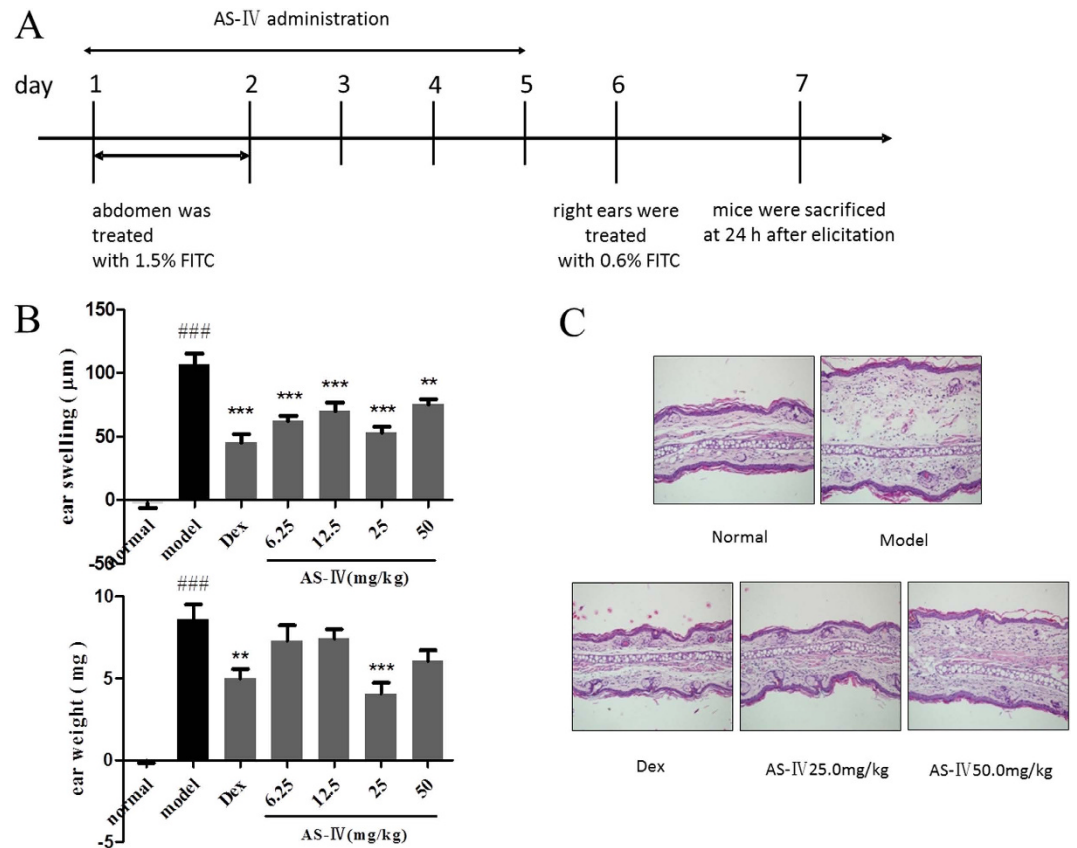 A
AS-Ⅳ administration
day 1 2 3 4 5 6 7
abdomen was
treated
with 1.5% FITC
right ears were
treated
with 0.6% FITC
mice were sacrificed
at 24 h after elicitation
B
ear swelling ( μm )
150
100
50
0
-50
###
***
***
***
***
**
normal model Dex 6.25 12.5 25 50
AS-Ⅳ(mg/kg)
ear weight ( mg )
10
5
0
-5
###
**
***
normal model Dex 6.25 12.5 25 50
AS-Ⅳ(mg/kg)
C
Normal Model
Dex AS-Ⅳ25.0mg/kg AS-Ⅳ50.0mg/kg